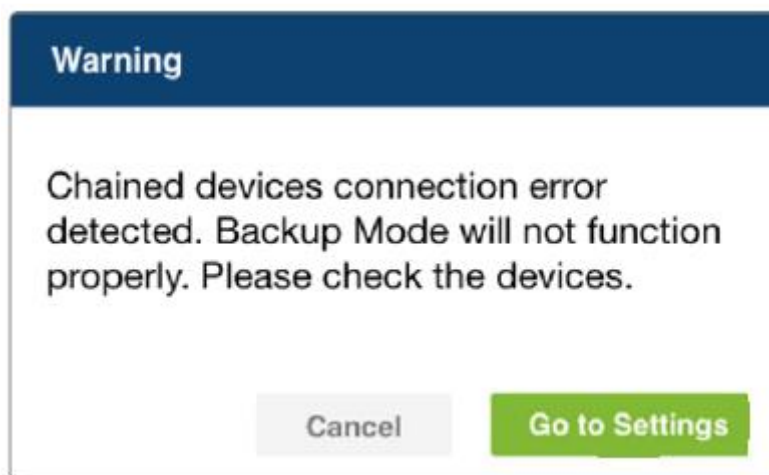 Warning
Chained devices connection error
detected. Backup Mode will not function
properly. Please check the devices.
Cancel
Go to Settings